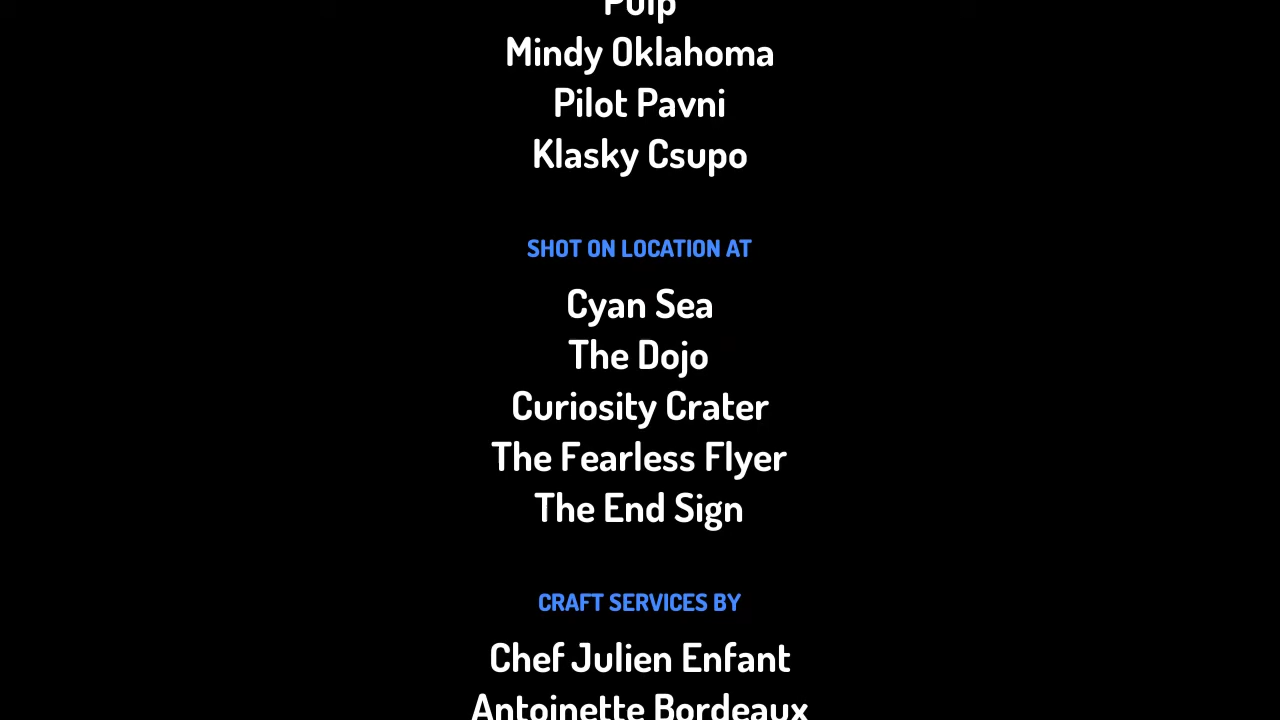 Pulp
Mindy Oklahoma
Pilot Pavni
Klasky Csupo
SHOT ON LOCATION AT
Cyan Sea
The Dojo
Curiosity Crater
The Fearless Flyer
The End Sign
CRAFT SERVICES BY
Chef Julien Enfant
Antoinette Bordeaux